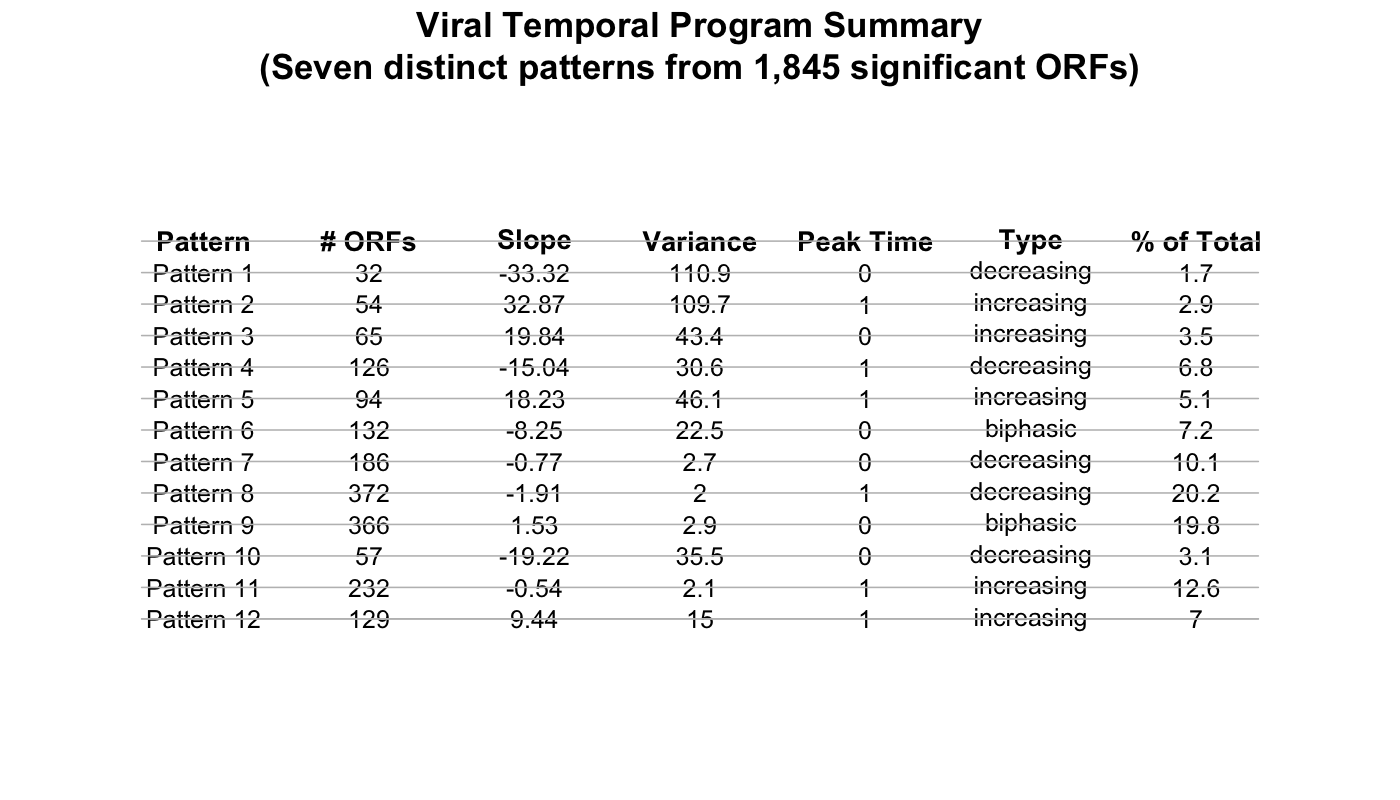 Viral Temporal Program Summary
(Seven distinct patterns from 1,845 significant ORFs)
Pattern # ORFs Slope Variance Peak Time Type % of Total
Pattern 1 32 -33.32 110.9 0 decreasing 1.7
Pattern 2 54 32.87 109.7 1 increasing 2.9
Pattern 3 65 19.84 43.4 0 increasing 3.5
Pattern 4 126 -15.04 30.6 1 decreasing 6.8
Pattern 5 94 18.23 46.1 1 increasing 5.1
Pattern 6 132 -8.25 22.5 0 biphasic 7.2
Pattern 7 186 -0.77 2.7 0 decreasing 10.1
Pattern 8 372 -1.91 2 1 decreasing 20.2
Pattern 9 366 1.53 2.9 0 biphasic 19.8
Pattern 10 57 -19.22 35.5 0 decreasing 3.1
Pattern 11 232 -0.54 2.1 1 increasing 12.6
Pattern 12 129 9.44 15 1 increasing 7